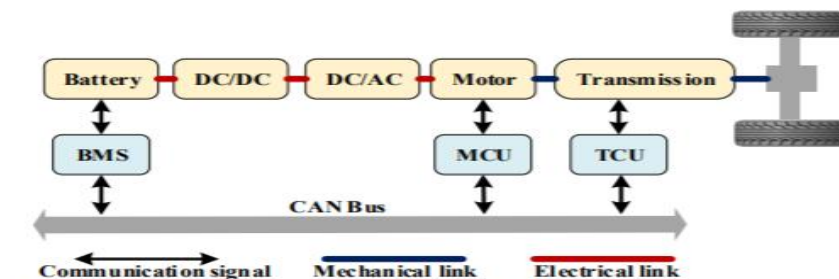 Battery DC/DC DC/AC Motor Transmission
BMS MCU TCU
CAN Bus
Communication signal Mechanical link Electrical link